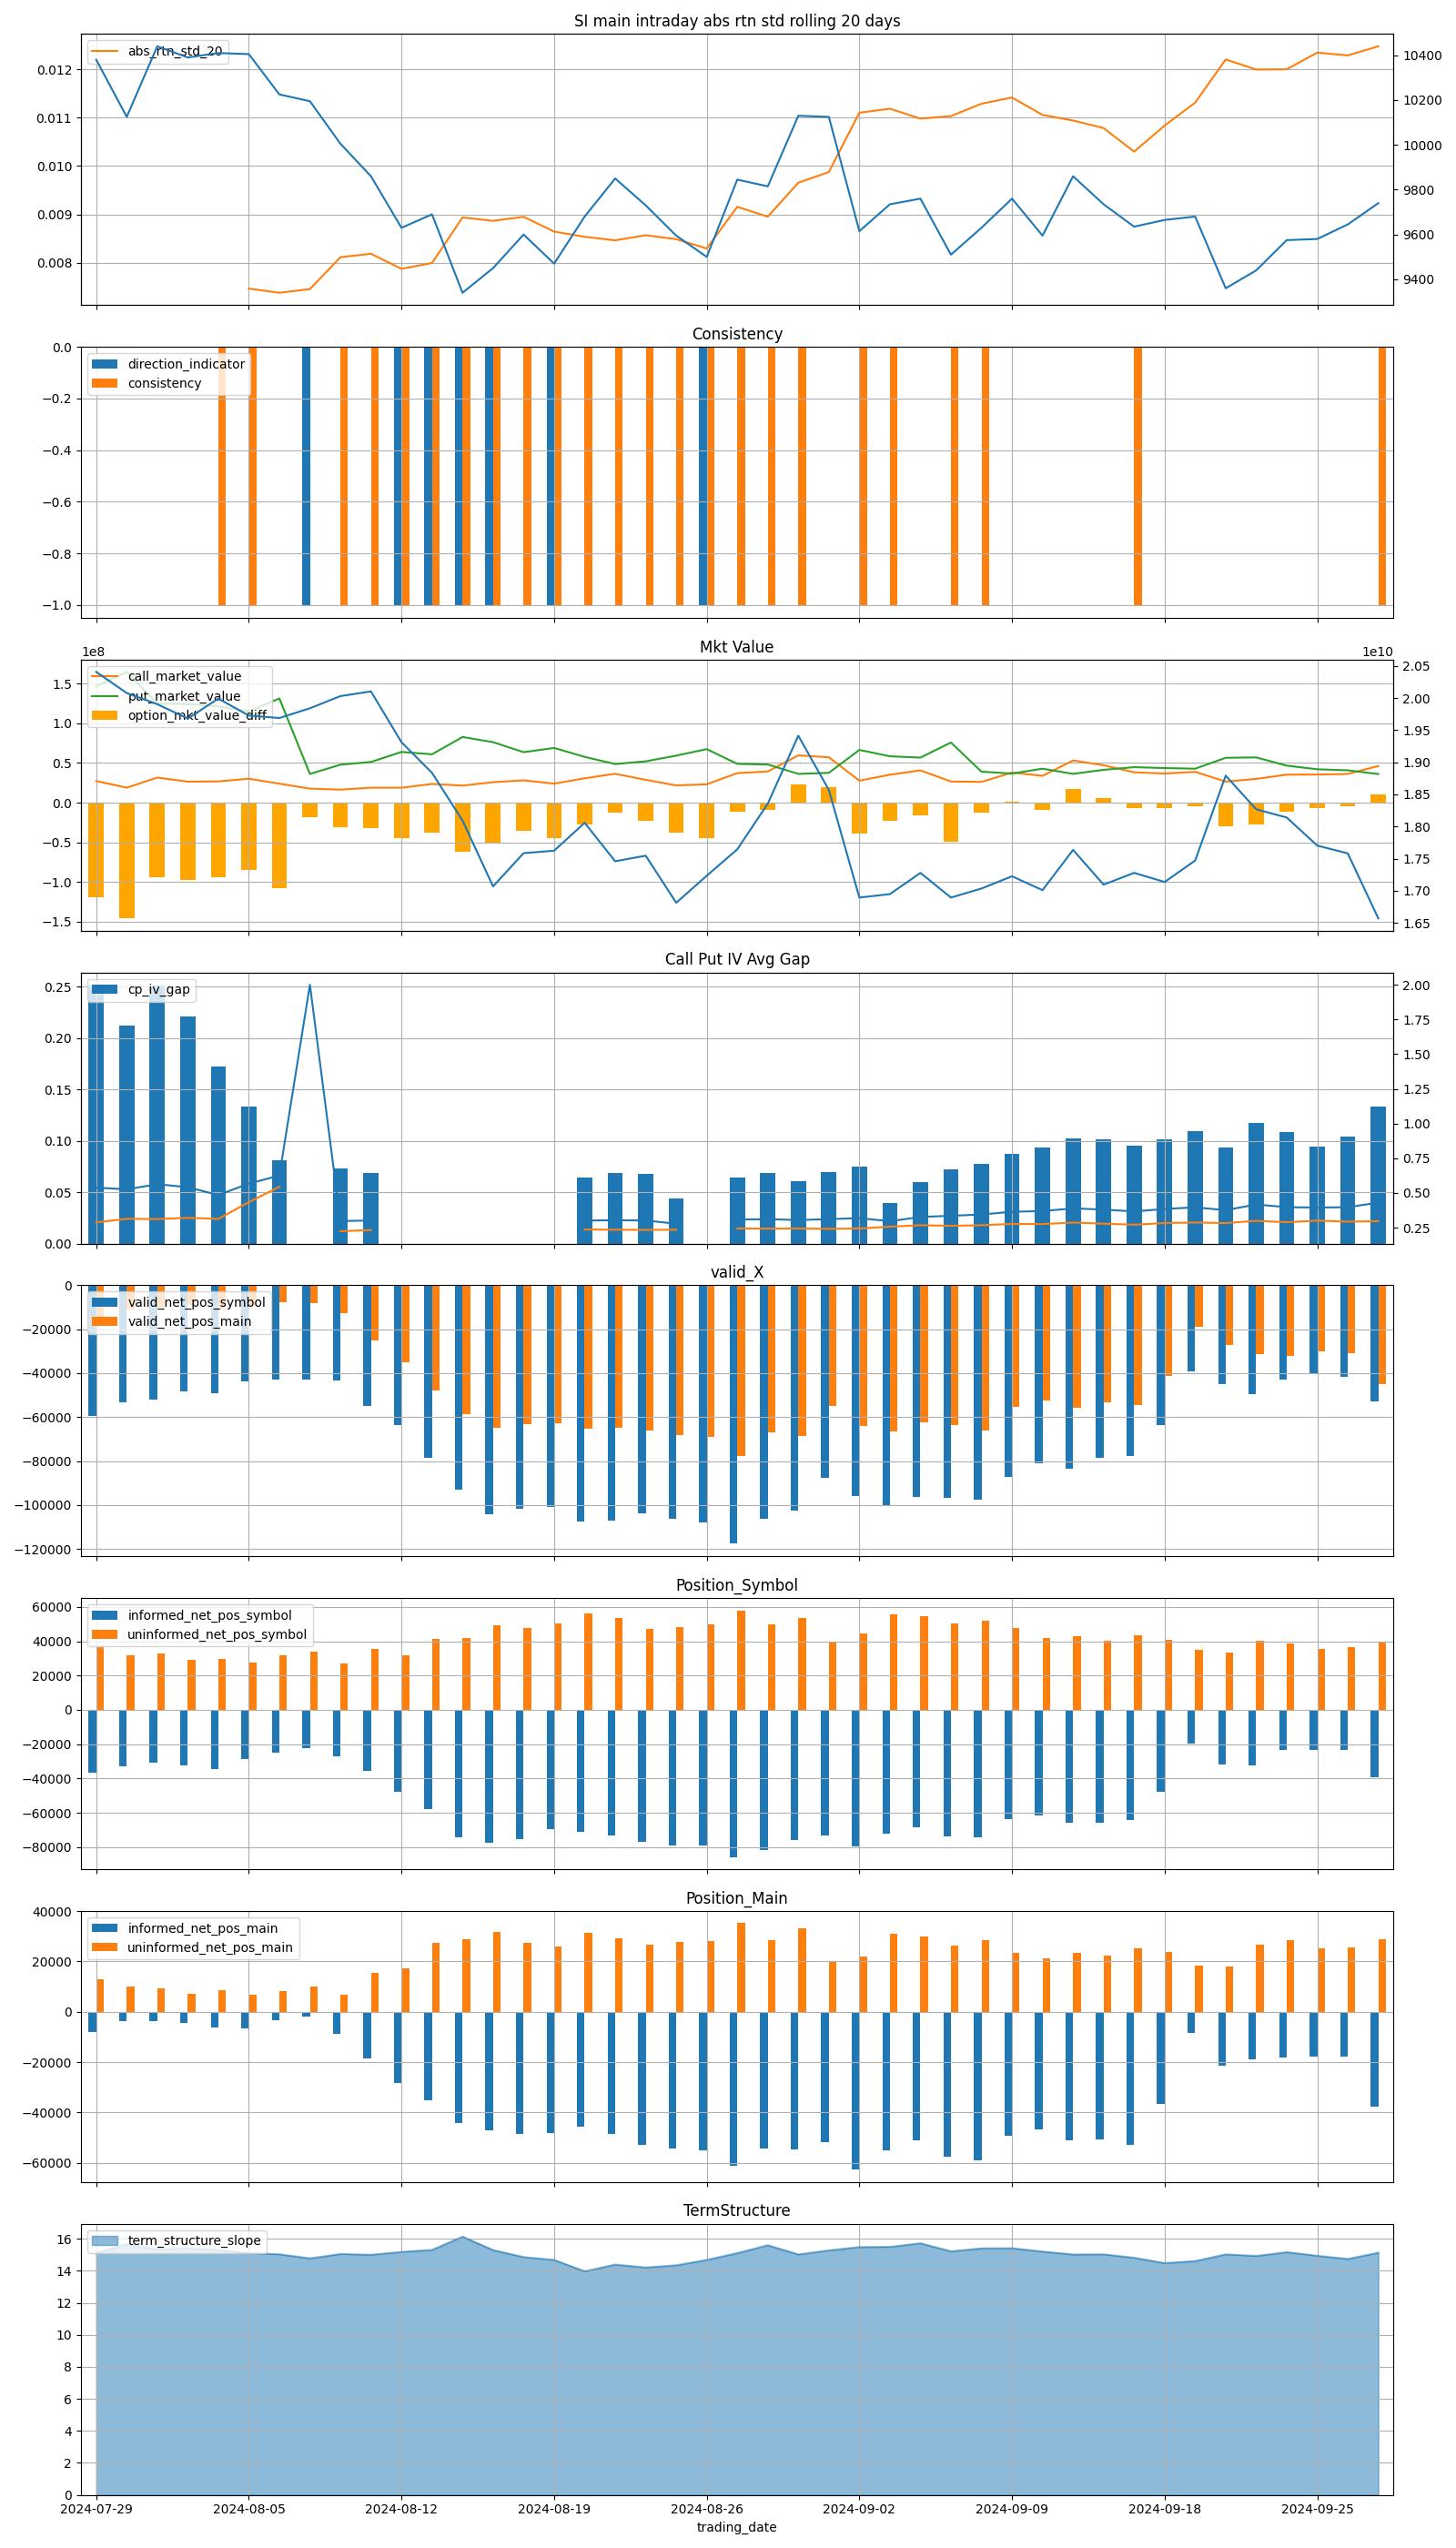 SI main intraday abs rtn std rolling 20 days
abs_rtn_std_20
0.012
0.011
0.010
0.009
0.008
10400
10200
10000
9800
9600
9400
Consistency
direction_indicator
consistency
0.0
−0.2
−0.4
−0.6
−0.8
−1.0
Mkt Value
1e8
1e10
call_market_value
put_market_value
option_mkt_value_diff
1.5
1.0
0.5
0.0
−0.5
−1.0
−1.5
2.05
2.00
1.95
1.90
1.85
1.80
1.75
1.70
1.65
Call Put IV Avg Gap
cp_iv_gap
0.25
0.20
0.15
0.10
0.05
0.00
2.00
1.75
1.50
1.25
1.00
0.75
0.50
0.25
valid_X
valid_net_pos_symbol
valid_net_pos_main
0
−20000
−40000
−60000
−80000
−100000
−120000
Position_Symbol
informed_net_pos_symbol
uninformed_net_pos_symbol
60000
40000
20000
0
−20000
−40000
−60000
−80000
Position_Main
informed_net_pos_main
uninformed_net_pos_main
40000
20000
0
−20000
−40000
−60000
TermStructure
term_structure_slope
16
14
12
10
8
6
4
2
0
2024-07-29 2024-08-05 2024-08-12 2024-08-19 2024-08-26 2024-09-02 2024-09-09 2024-09-18 2024-09-25
trading_date